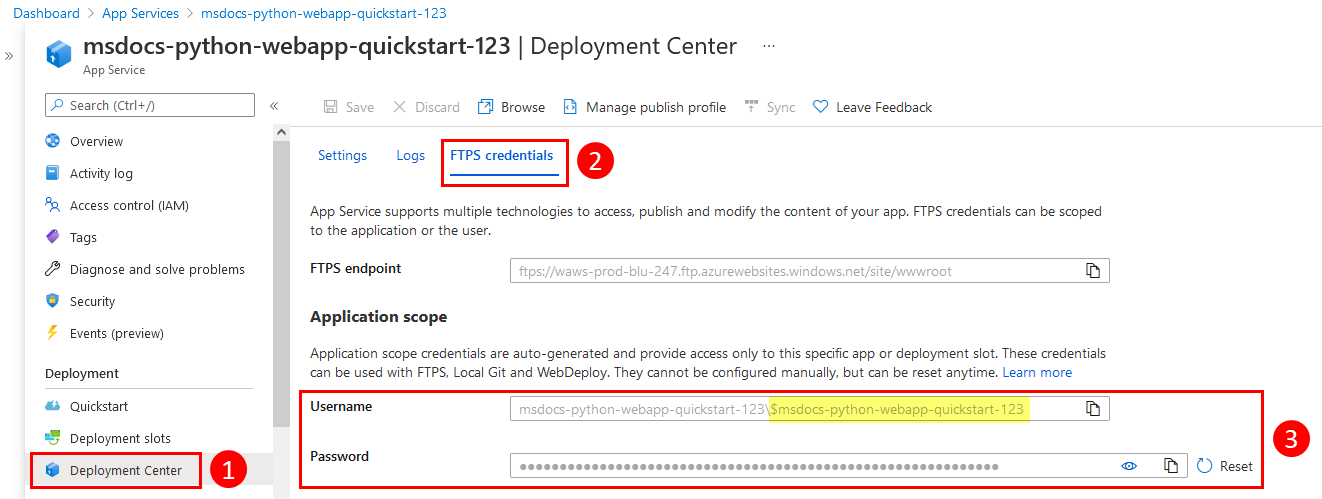 Dashboard > App Services > msdocs-python-webapp-quickstart-123
msdocs-python-webapp-quickstart-123 | Deployment Center ...
App Service
Search (Ctrl+/)
Save Discard Browse Manage publish profile Sync Leave Feedback
Overview
Activity log
Access control (IAM)
Tags
Diagnose and solve problems
Security
Events (preview)
Deployment
Quickstart
Deployment slots
Deployment Center
1
Settings Logs FTPS credentials
2
App Service supports multiple technologies to access, publish and modify the content of your app. FTPS credentials can be scoped
to the application or the user.
FTPS endpoint
ftps://waws-prod-blu-247.ftp.azurewebsites.windows.net/site/wwwroot
Application scope
Application scope credentials are auto-generated and provide access only to this specific app or deployment slot. These credentials
can be used with FTPS, Local Git and WebDeploy. They cannot be configured manually, but can be reset anytime. Learn more
Username
msdocs-python-webapp-quickstart-123\$msdocs-python-webapp-quickstart-123
Password
Reset
3